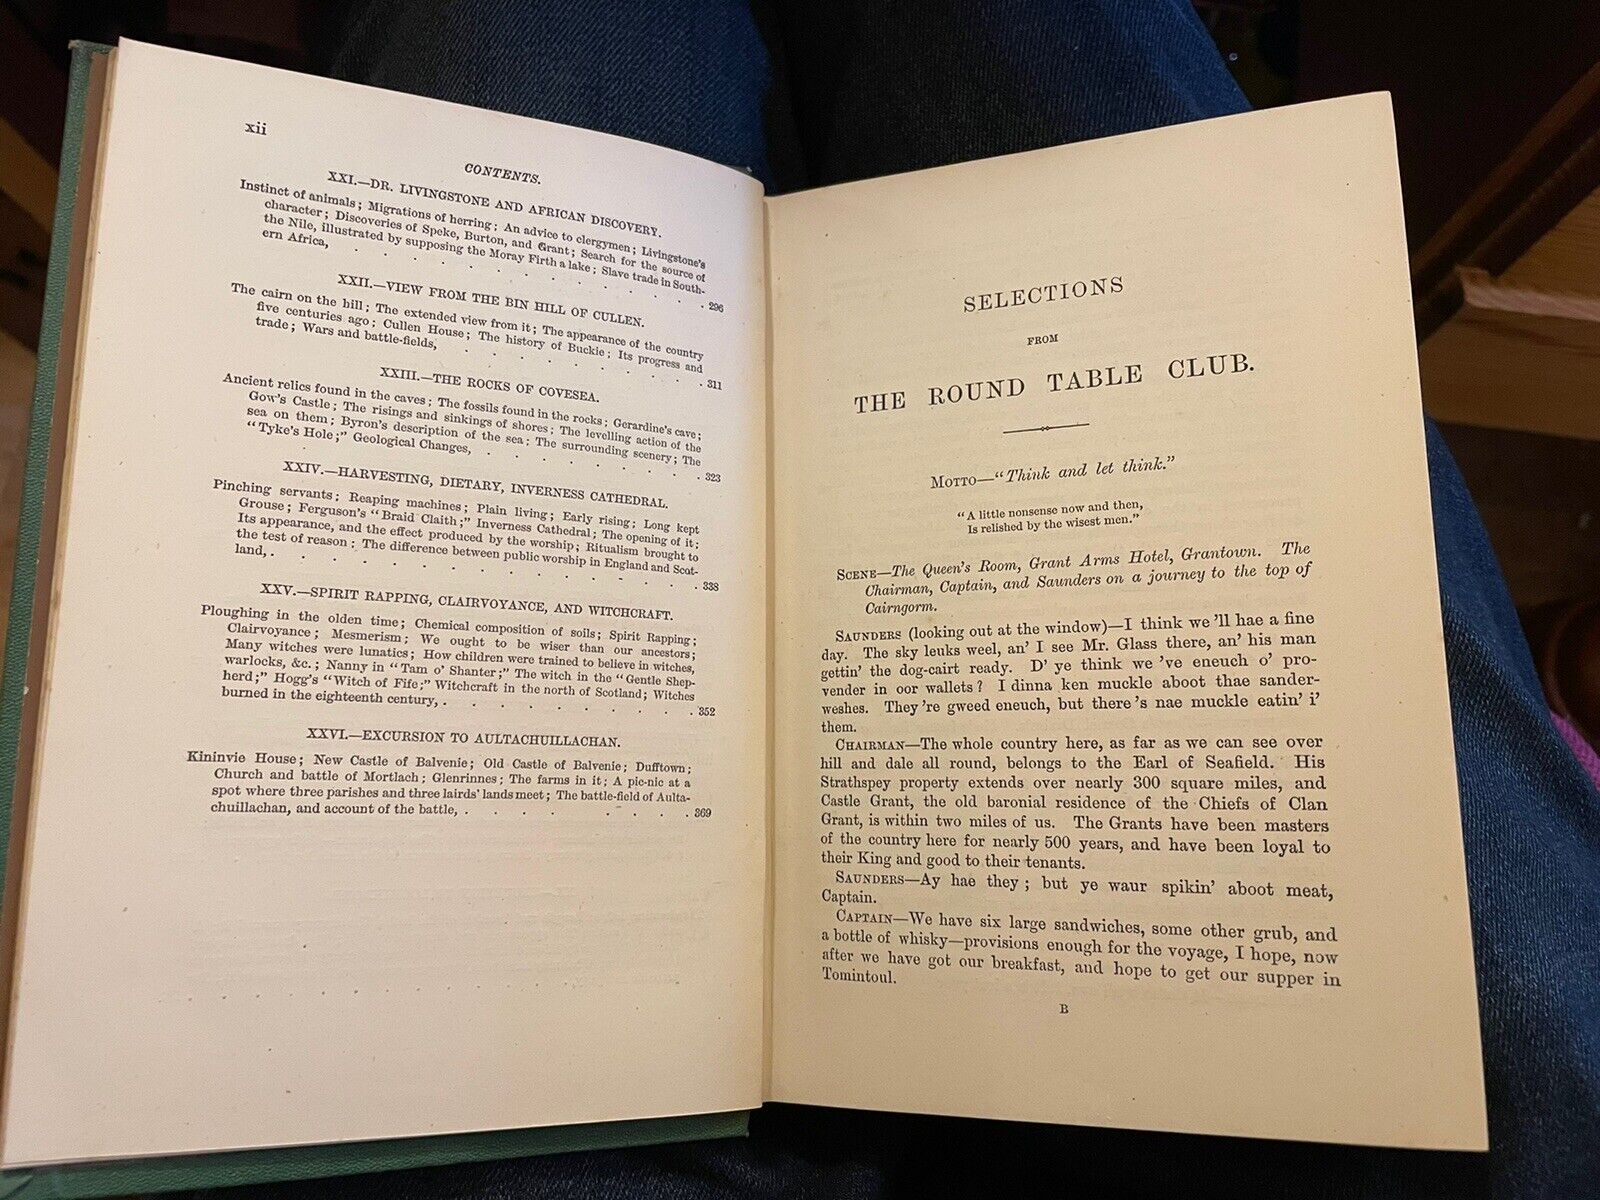 xii
CONTENTS.
XXI.—DR. LIVINGSTONE AND AFRICAN DISCOVERY.
Instinct of animals; Migrations of herring; An advice to clergymen; Livingstone's
character; Discoveries of Speke, Burton, and Grant; Search for the source of
the Nile, illustrated by supposing the Moray Firth a lake; Slave trade in South-
ern Africa, . . . . . . . . . . 296
XXII.—VIEW FROM THE BIN HILL OF CULLEN.
The cairn on the hill; The extended view from it; The appearance of the country
five centuries ago; Cullen House; The history of Buckie; Its progress and
trade; Wars and battle-fields, . . . . . . . . 311
XXIII.—THE ROCKS OF COVESEA.
Ancient relics found in the caves; The fossils found in the rocks; Gerardine's cave;
Gow's Castle; The risings and sinkings of shores; The levelling action of the
sea on them; Byron's description of the sea; The surrounding scenery; The
"Tyke's Hole;" Geological Changes, . . . . . . . 323
XXIV.—HARVESTING, DIETARY, INVERNESS CATHEDRAL.
Pinching servants; Reaping machines; Plain living; Early rising; Long kept
Grouse; Ferguson's "Braid Claith;" Inverness Cathedral; The opening of it;
Its appearance, and the effect produced by the worship; Ritualism brought to
the test of reason; The difference between public worship in England and Scot-
land, . . . . . . . . . . . . 338
XXV.—SPIRIT RAPPING, CLAIRVOYANCE, AND WITCHCRAFT.
Ploughing in the olden time; Chemical composition of soils; Spirit Rapping;
Clairvoyance; Mesmerism; We ought to be wiser than our ancestors;
Many witches were lunatics; How children were trained to believe in witches,
warlocks, &c.; Nanny in "Tam o' Shanter;" The witch in the "Gentle Shep-
herd;" Hogg's "Witch of Fife;" Witchcraft in the north of Scotland; Witches
burned in the eighteenth century, . . . . . . . . 352
XXVI.—EXCURSION TO AULTACHUILLACHAN.
Kininvie House; New Castle of Balvenie; Old Castle of Balvenie; Dufftown;
Church and battle of Mortlach; Glenrinnes; The farms in it; A pic-nic at a
spot where three parishes and three lairds' lands meet; The battle-field of Aulta-
chuillachan, and account of the battle, . . . . . . . . 369
SELECTIONS
FROM
THE ROUND TABLE CLUB.
MOTTO—"Think and let think."
"A little nonsense now and then,
Is relished by the wisest men."
SCENE—The Queen's Room, Grant Arms Hotel, Grantown. The
Chairman, Captain, and Saunders on a journey to the top of
Cairngorm.
SAUNDERS (looking out at the window)—I think we'll hae a fine
day. The sky leuks weel, an' I see Mr. Glass there, an' his man
gettin' the dog-cairt ready. D' ye think we've eneuch o' pro-
vender in oor wallets? I dinna ken muckle aboot thae sander-
weshes. They're gweed eneuch, but there's nae muckle eatin' i'
them.
CHAIRMAN—The whole country here, as far as we can see over
hill and dale all round, belongs to the Earl of Seafield. His
Strathspey property extends over nearly 300 square miles, and
Castle Grant, the old baronial residence of the Chiefs of Clan
Grant, is within two miles of us. The Grants have been masters
of the country here for nearly 500 years, and have been loyal to
their King and good to their tenants.
SAUNDERS—Ay hae they; but ye waur spikin' aboot meat,
Captain.
CAPTAIN—We have six large sandwiches, some other grub, and
a bottle of whisky—provisions enough for the voyage, I hope, now
after we have got our breakfast, and hope to get our supper in
Tomintoul.
B